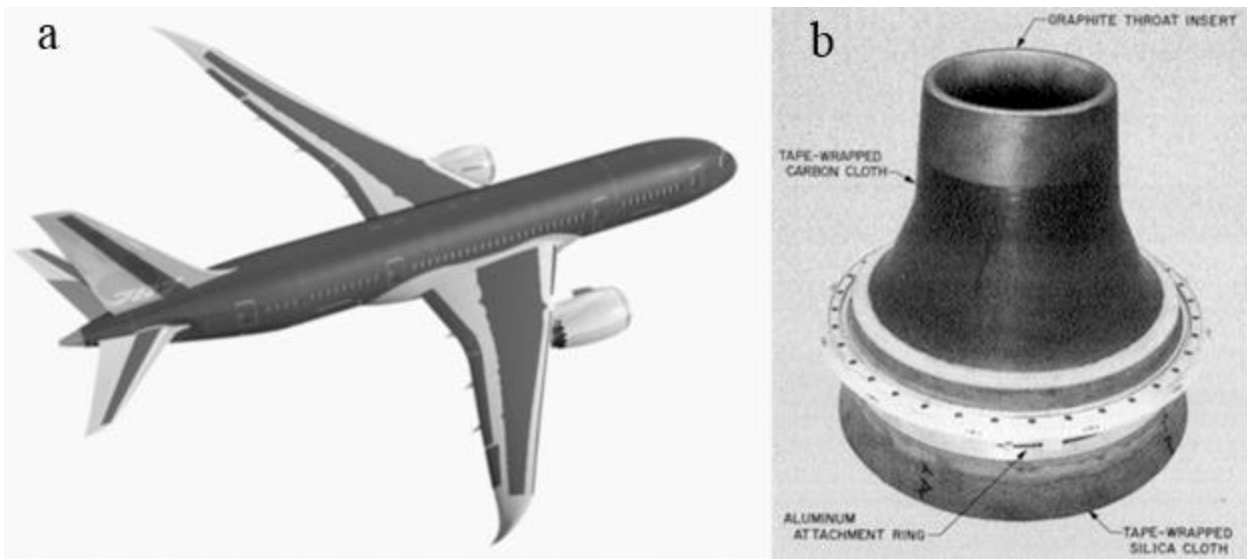 a
b
GRAPHITE THROAT INSERT
TAPE-WRAPPED
CARBON CLOTH
ALUMINUM
ATTACHMENT RING
TAPE-WRAPPED
SILICA CLOTH